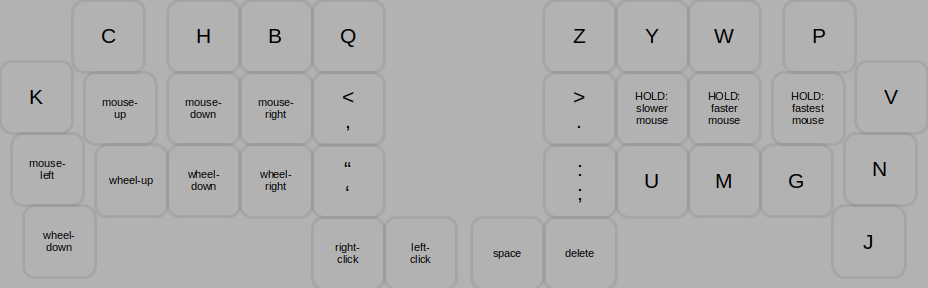 C H B Q Z Y W P
K mouse-up mouse-down mouse-right < , > . HOLD: slower mouse HOLD: faster mouse HOLD: fastest mouse V
mouse-left wheel-up wheel-down wheel-right “ ‘ : ; U M G N
wheel-down right-click left-click space delete J